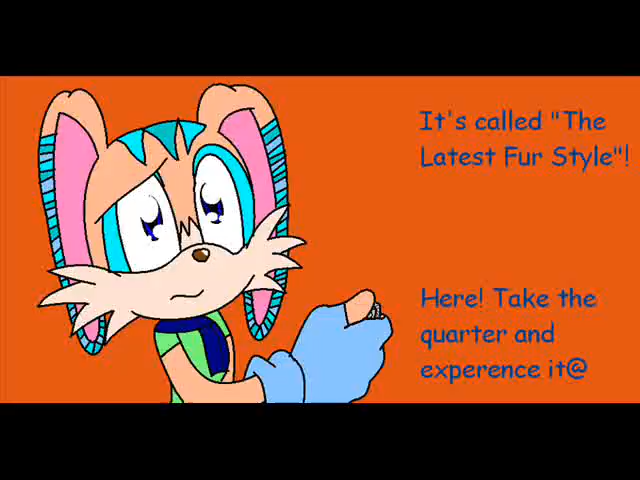 It's called "The
Latest Fur Style"!
Here! Take the
quarter and
experence it@